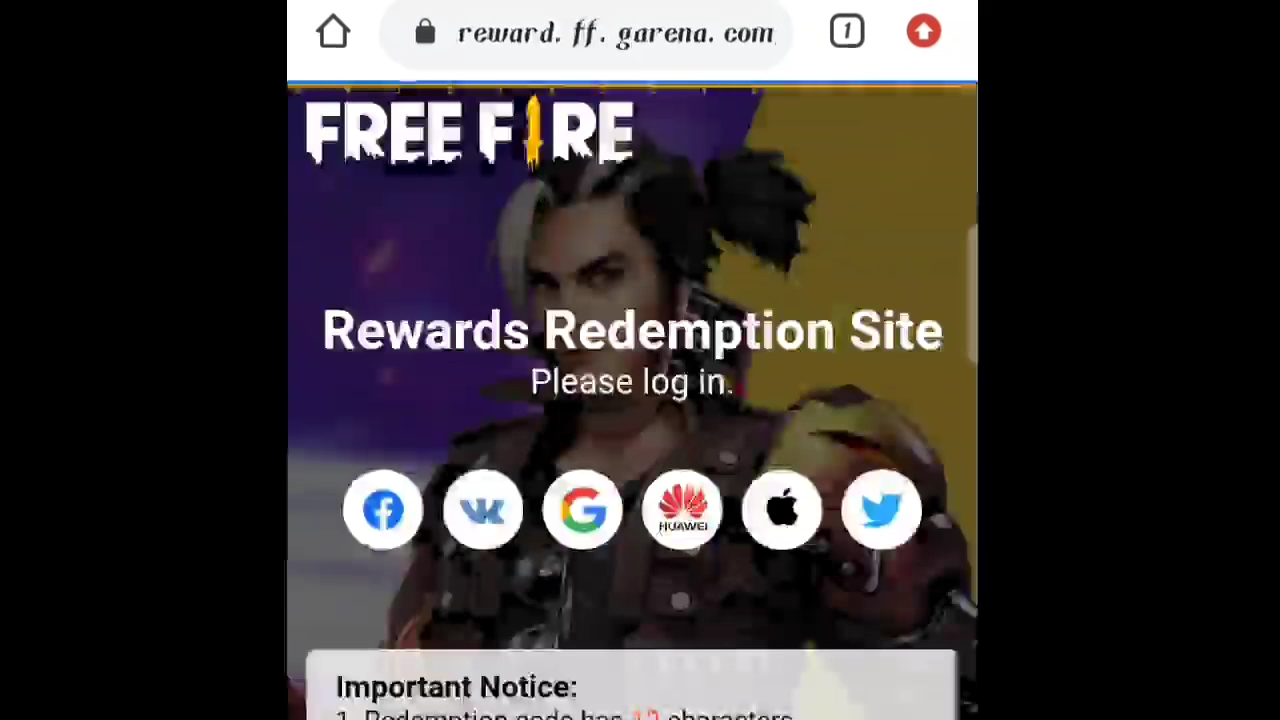 reward. ff. garena. com
1
FREE FIRE
Rewards Redemption Site
Please log in.
HUAWEI
Important Notice:
1. Redemption code has 12 characters